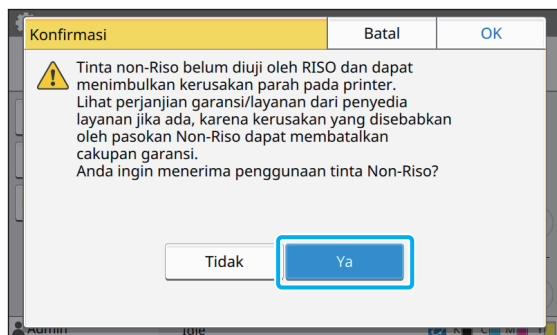 Konfirmasi
Batal
OK
Tinta non-Riso belum diuji oleh RISO dan dapat
menimbulkan kerusakan parah pada printer.
Lihat perjanjian garansi/layanan dari penyedia
layanan jika ada, karena kerusakan yang disebabkan
oleh pasokan Non-Riso dapat membatalkan
cakupan garansi.
Anda ingin menerima penggunaan tinta Non-Riso?
Tidak
Ya
Admin
Idle
K C M Y